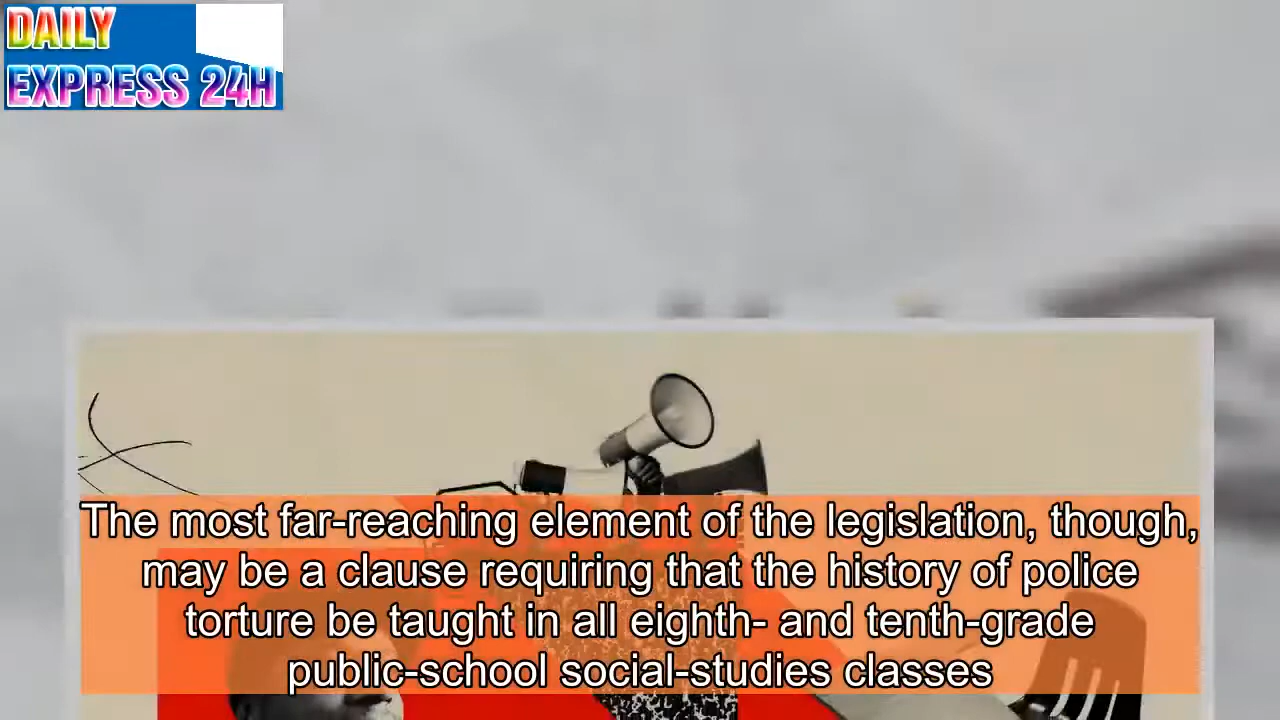 DAILY
EXPRESS 24H
The most far-reaching element of the legislation, though,
may be a clause requiring that the history of police
torture be taught in all eighth- and tenth-grade
public-school social-studies classes